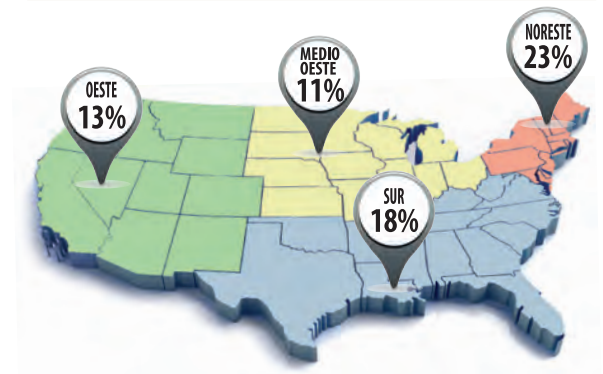 OESTE
13%
MEDIO
OESTE
11%
NORESTE
23%
SUR
18%